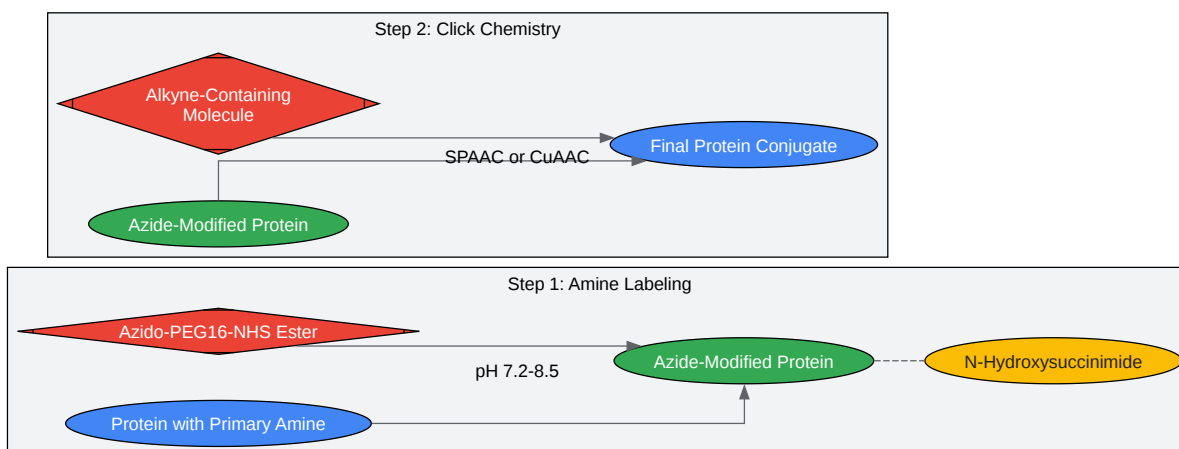 Step 2: Click Chemistry
Alkyne-Containing
Molecule
Final Protein Conjugate
SPAAC or CuAAC
Azide-Modified Protein
Step 1: Amine Labeling
Azido-PEG16-NHS Ester
Azide-Modified Protein
N-Hydroxysuccinimide
pH 7.2-8.5
Protein with Primary Amine